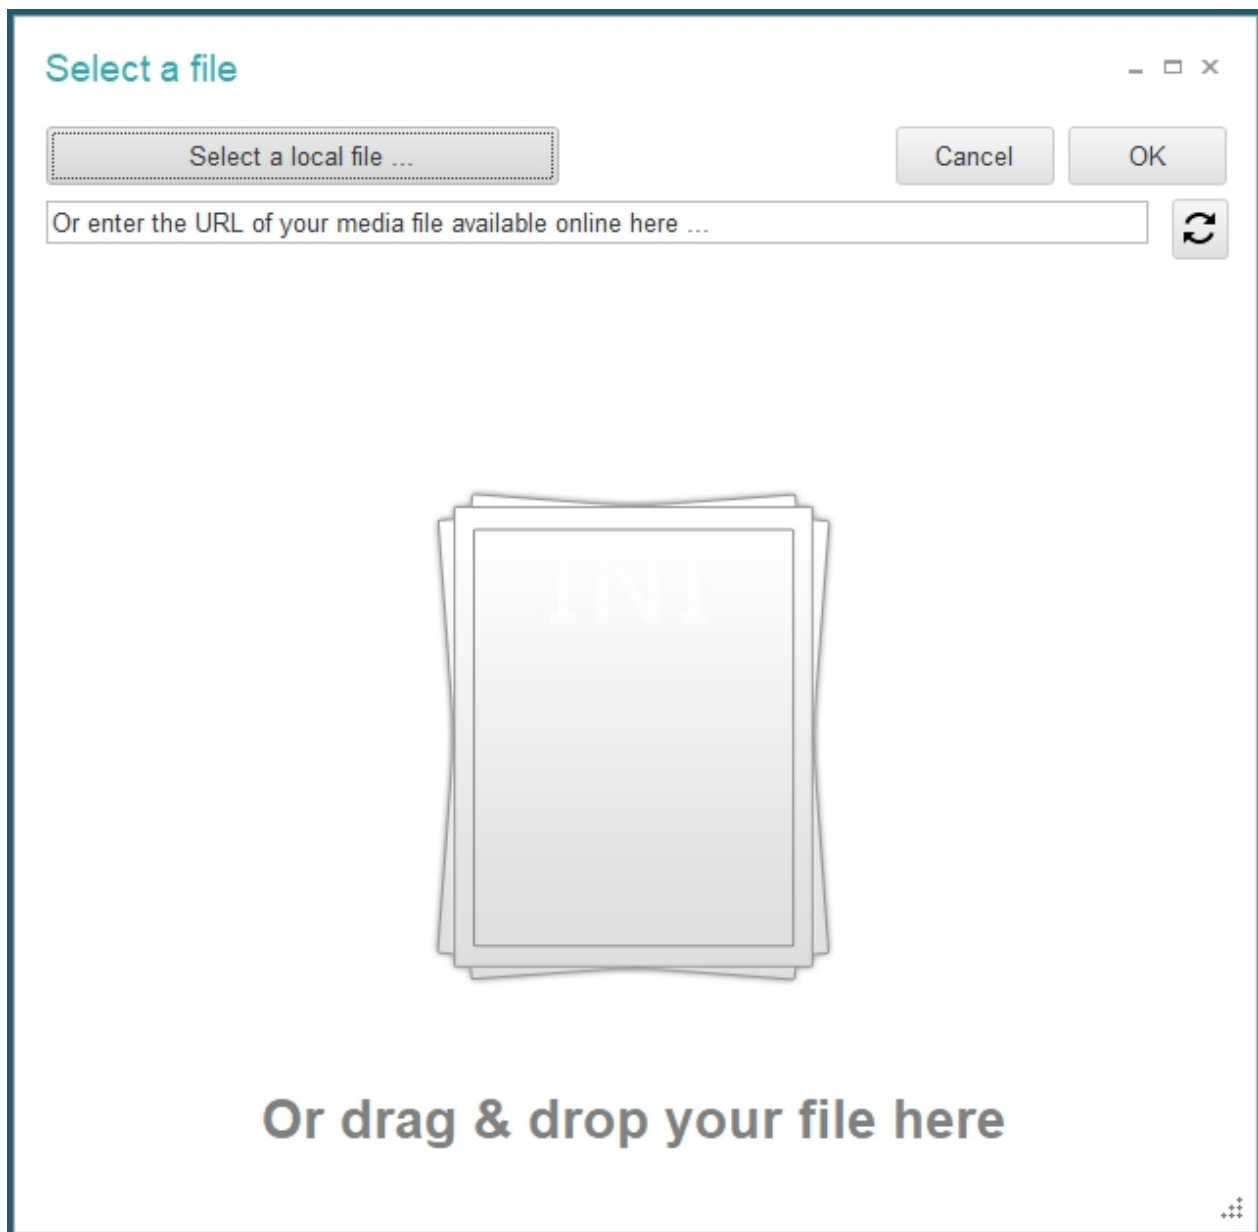 Select a file
Select a local file ...
Cancel
OK
Or enter the URL of your media file available online here ...
INI
Or drag & drop your file here